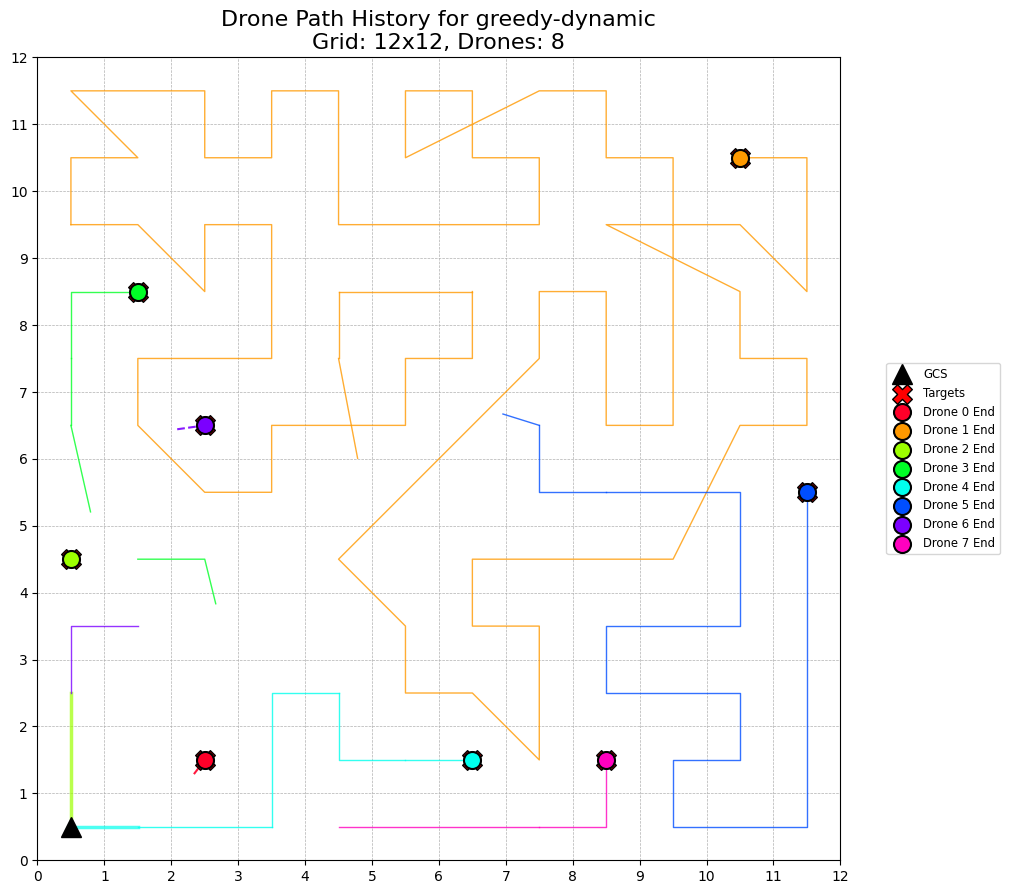 Drone Path History for greedy-dynamic
Grid: 12x12, Drones: 8
12
11
10
9
8
7
6
5
4
3
2
1
0
0 1 2 3 4 5 6 7 8 9 10 11 12
GCS
Targets
Drone 0 End
Drone 1 End
Drone 2 End
Drone 3 End
Drone 4 End
Drone 5 End
Drone 6 End
Drone 7 End